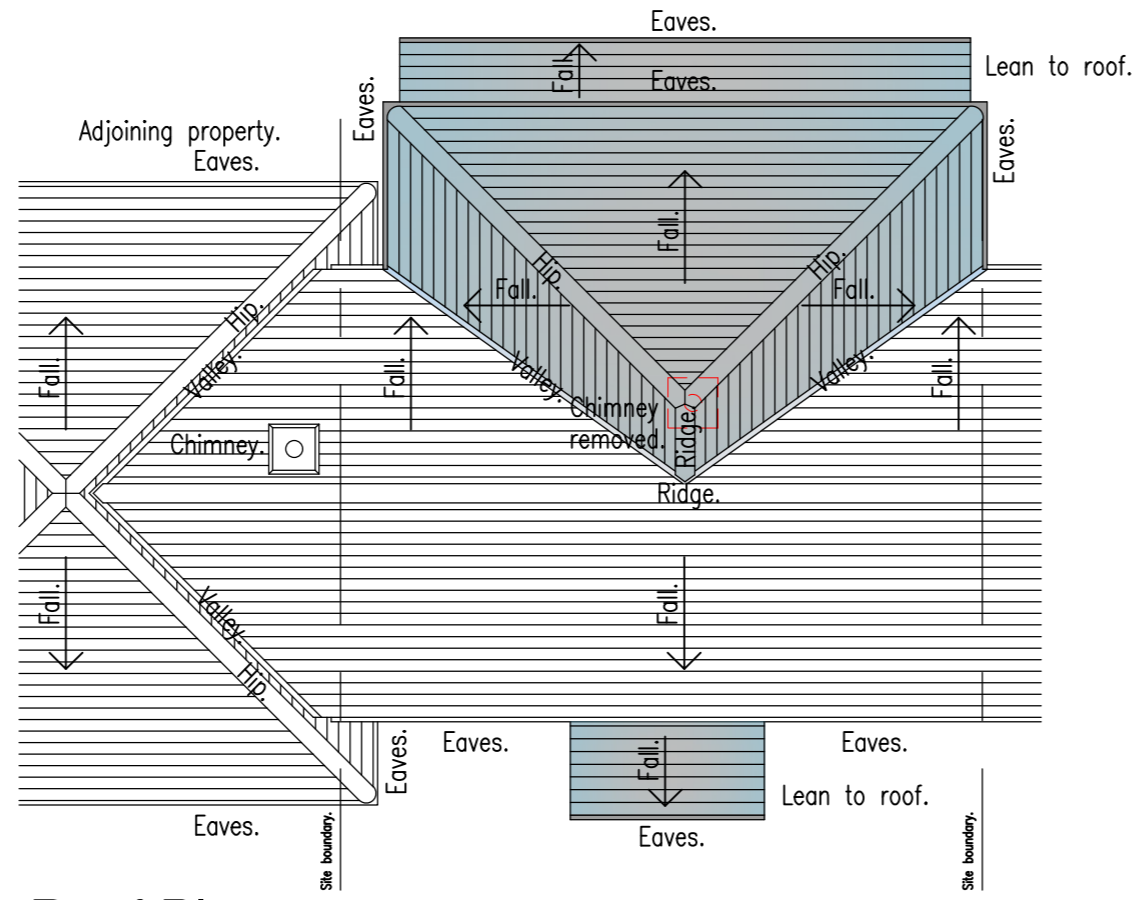 Eaves.
Lean to roof.
Fall.
Eaves.
Eaves.
Eaves.
Adjoining property.
Eaves.
Fall.
Hip.
Hip.
Fall.
Fall.
Hip.
Valley.
Fall.
Fall.
Valley.
Valley.
Fall.
Chimney
removed.
Ridge.
Chimney.
Ridge.
Fall.
Valley.
Hip.
Fall.
Eaves.
Eaves.
Fall.
Eaves.
Lean to roof.
Eaves.
Eaves.
Site boundary.
Site boundary.